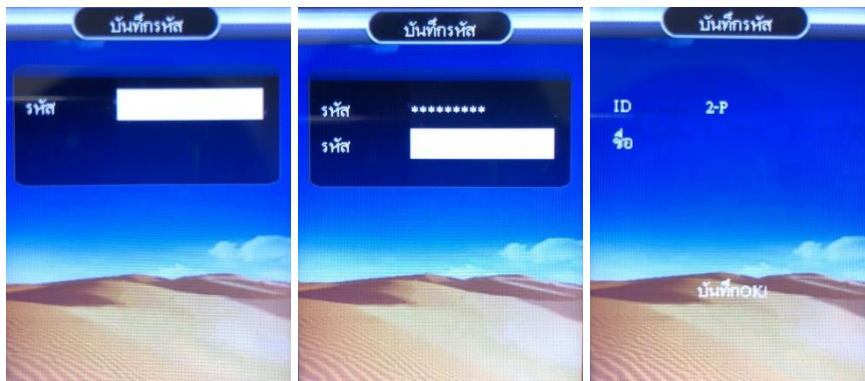 บันทึกรหัส
รหัส
บันทึกรหัส
รหัส *********
รหัส
บันทึกรหัส
ID 2-P
ชื่อ
บันทึกOK!